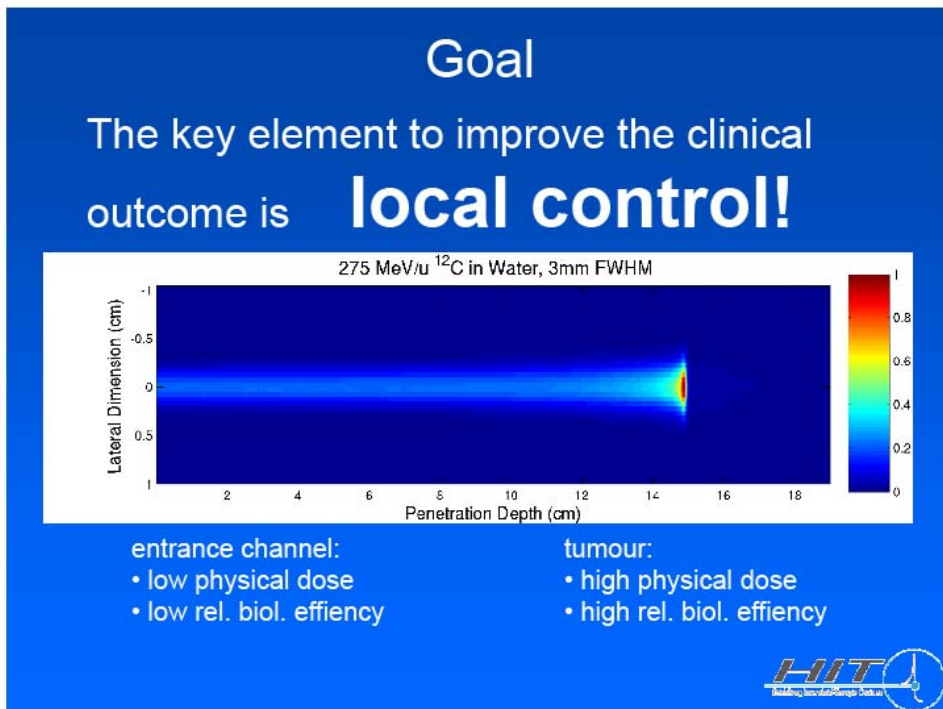 Goal
The key element to improve the clinical
outcome is local control!
275 MeV/u ¹²C in Water, 3mm FWHM
Lateral Dimension (cm)
-1
-0.5
0
0.5
1
2 4 6 8 10 12 14 16 18
Penetration Depth (cm)
1
0.8
0.6
0.4
0.2
0
entrance channel:
• low physical dose
• low rel. biol. effiency
tumour:
• high physical dose
• high rel. biol. effiency
HIT